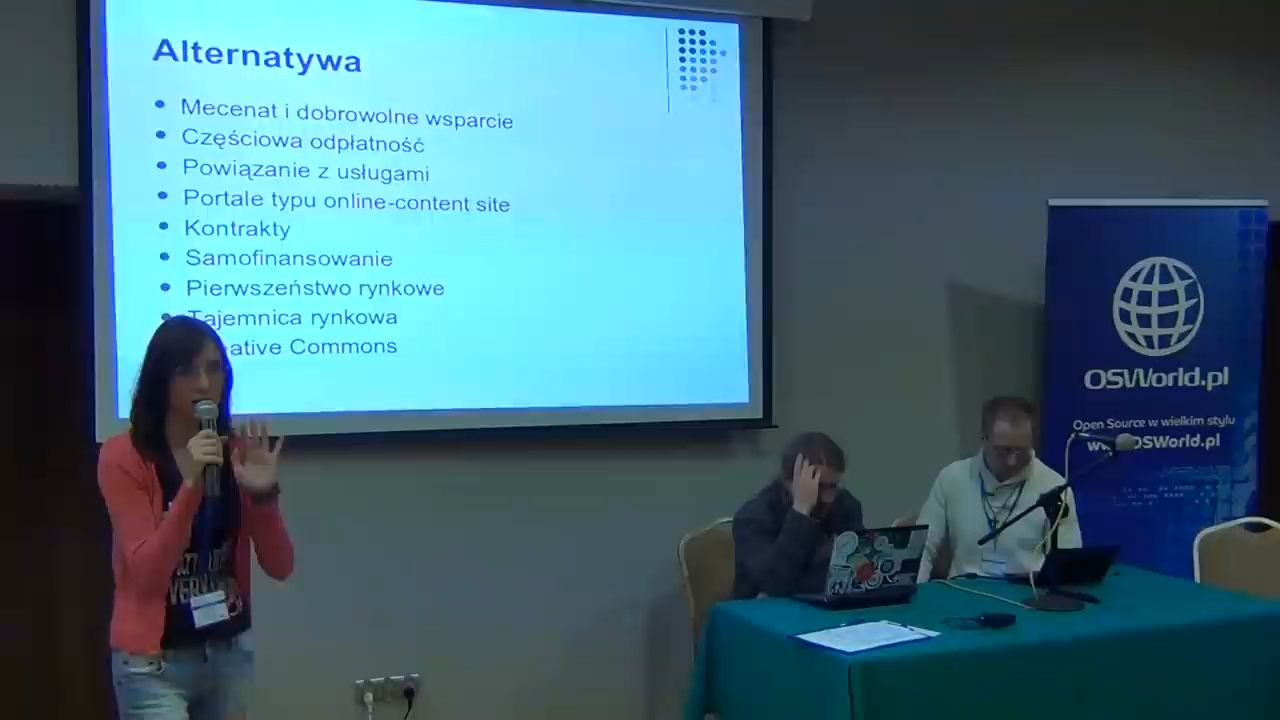 Alternatywa
Mecenat i dobrowolne wsparcie
Częściowa odpłatność
Powiązanie z usługami
Portale typu online-content site
Kontrakty
Samofinansowanie
Pierwszeństwo rynkowe
Tajemnica rynkowa
ative Commons
OSWorld.pl
Open Source w wielkim stylu
OSWorld.pl